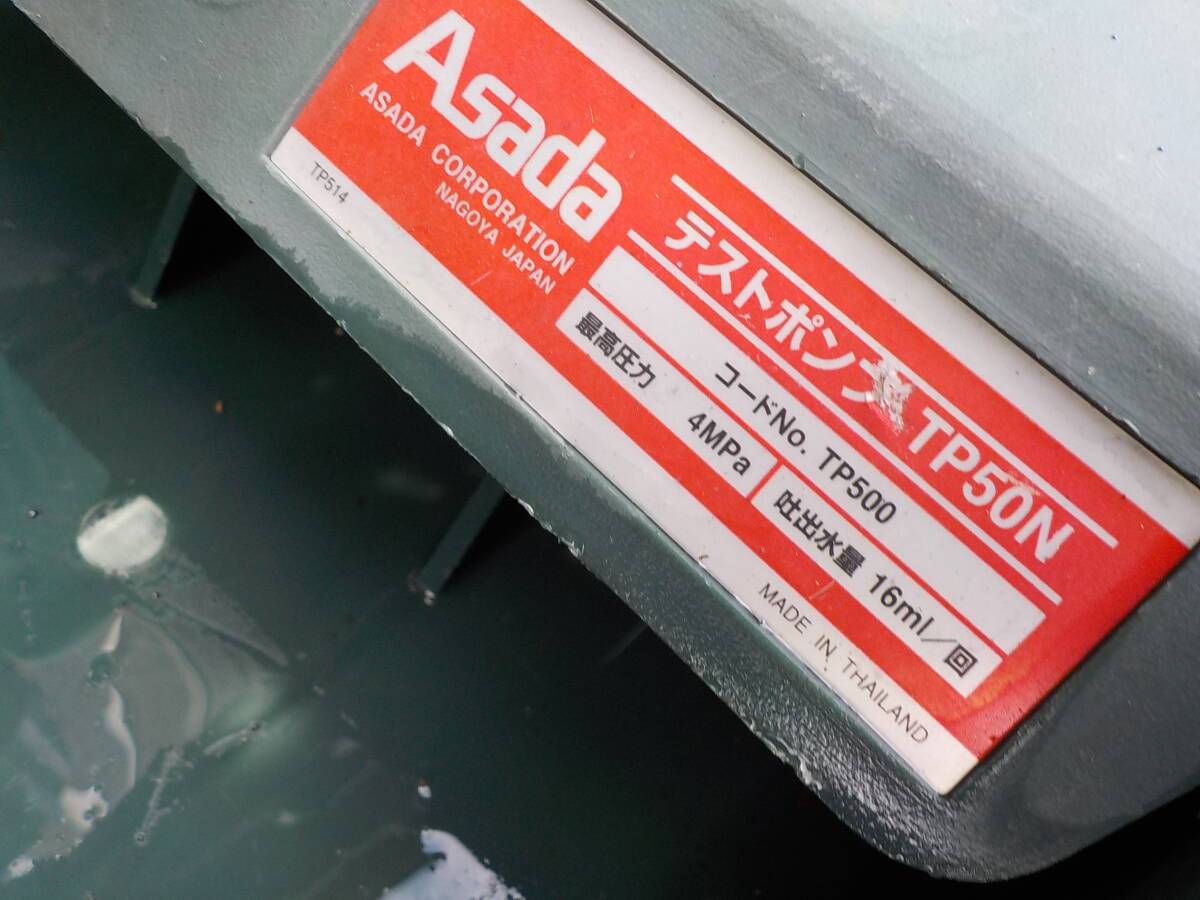 Asada
ASADA CORPORATION
NAGOYA JAPAN
TP514
テストポンプ TP50N
コードNo. TP500
最高圧力 4MPa
吐出水量 16ml/回
MADE IN THAILAND